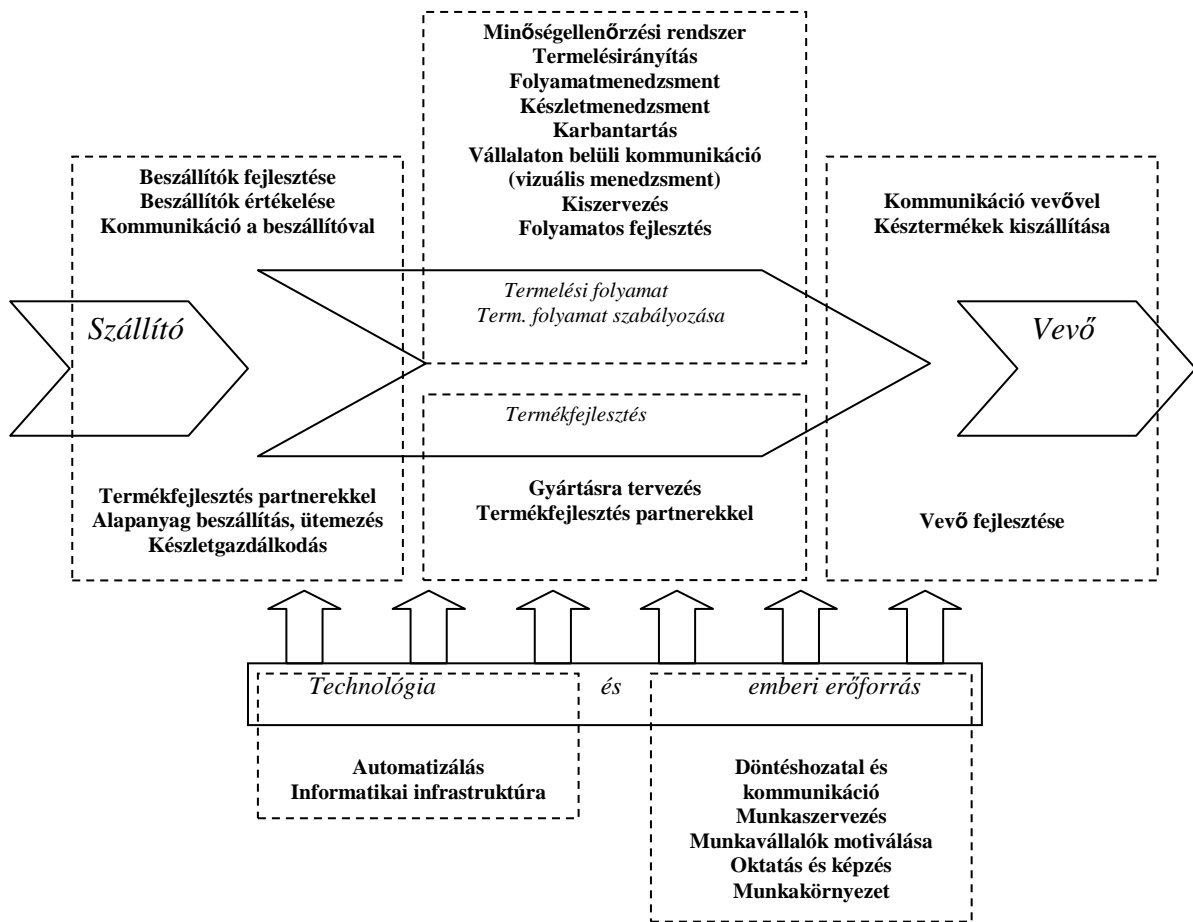 Minőségellenőrzési rendszer
Termelésirányítás
Folyamatmenedzsment
Készletmenedzsment
Karbantartás
Vállalaton belüli kommunikáció
(vizuális menedzsment)
Kiszervezés
Folyamatos fejlesztés
Beszállítók fejlesztése
Beszállítók értékelése
Kommunikáció a beszállítóval
Kommunikáció vevővel
Késztermékek kiszállítása
Szállító
Termelési folyamat
Term. folyamat szabályozása
Vevő
Termékfejlesztés
Termékfejlesztés partnerekkel
Alapanyag beszállítás, ütemezés
Készletgazdálkodás
Gyártásra tervezés
Termékfejlesztés partnerekkel
Vevő fejlesztése
Technológia és emberi erőforrás
Automatizálás
Informatikai infrastruktúra
Döntéshozatal és
kommunikáció
Munkaszervezés
Munkavállalók motiválása
Oktatás és képzés
Munkakörnyezet